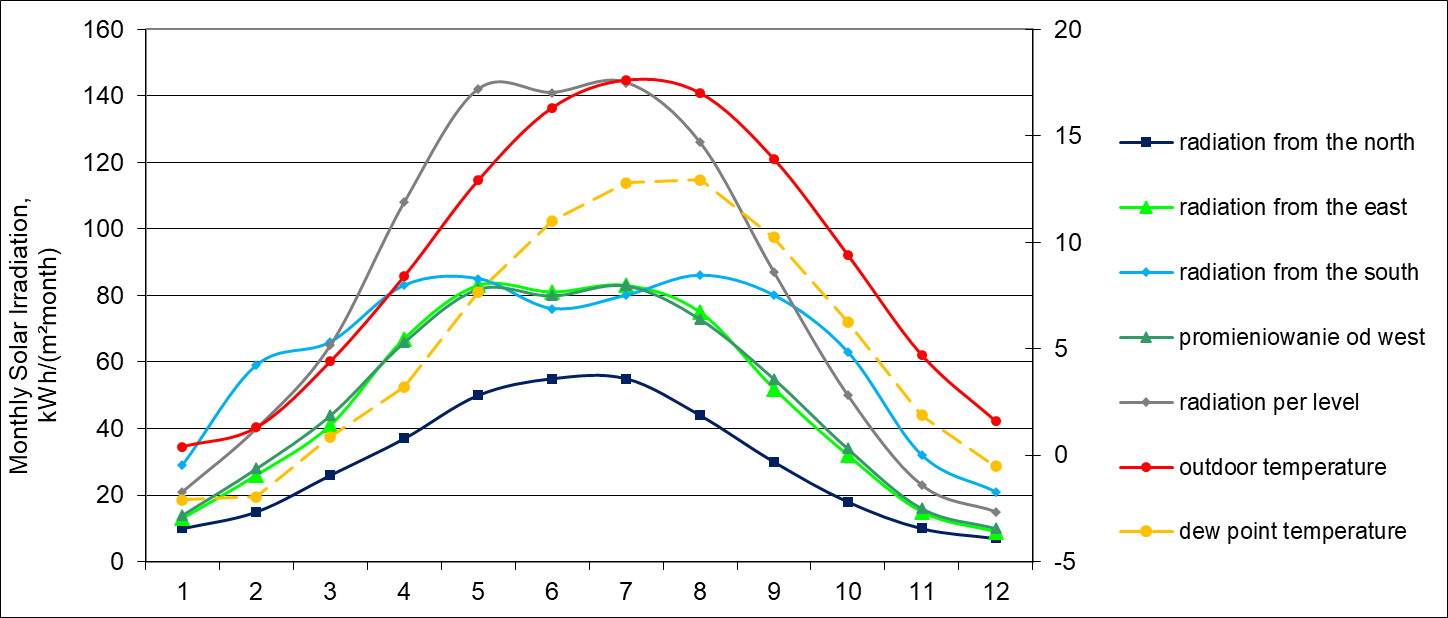 Monthly Solar Irradiation,
kWh/(m²month)
160
140
120
100
80
60
40
20
0
20
15
10
5
0
-5
1 2 3 4 5 6 7 8 9 10 11 12
radiation from the north
radiation from the east
radiation from the south
promieniowanie od west
radiation per level
outdoor temperature
dew point temperature